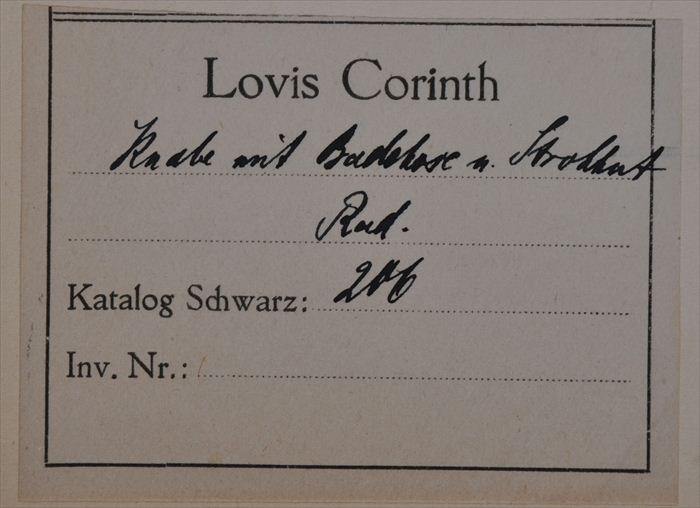 Lovis Corinth
Knabe mit Badehose u. Strohhut
Rad.
Katalog Schwarz: 206
Inv. Nr.: